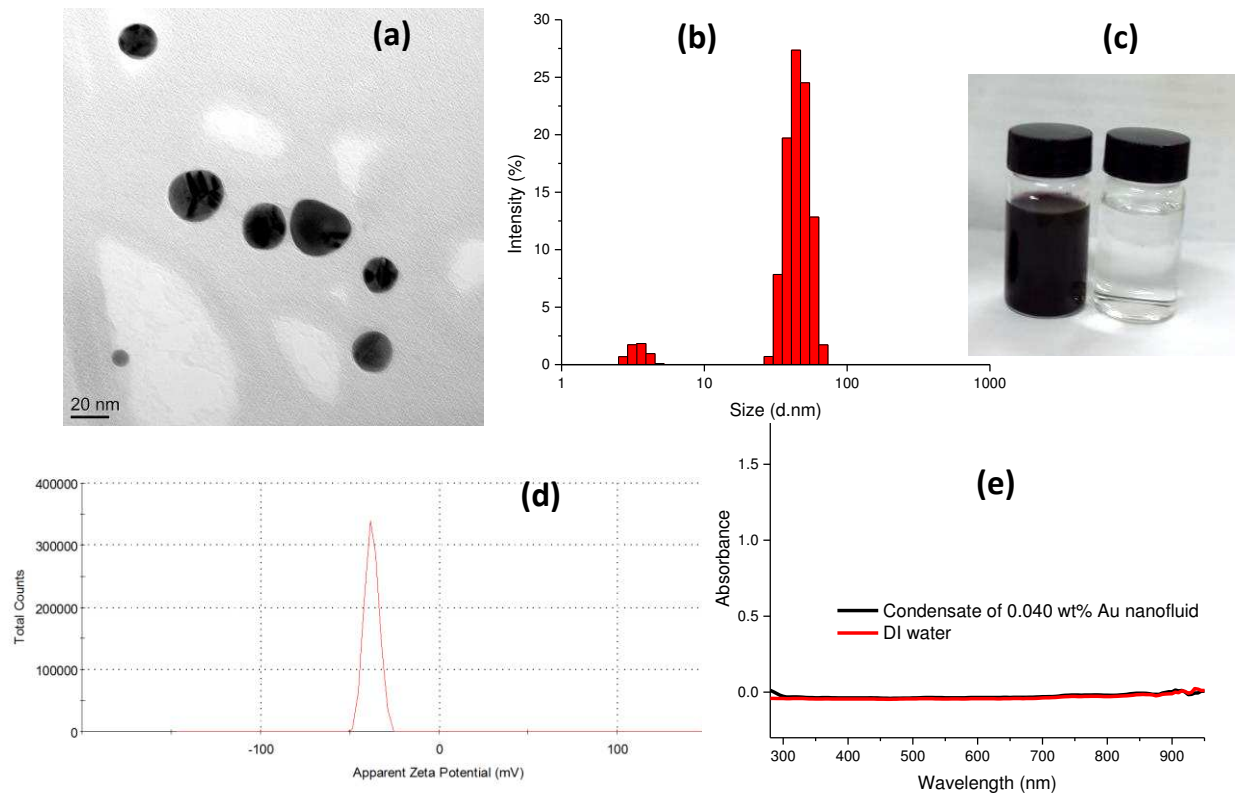 (a)
20 nm
(b)
30
25
20
15
10
5
0
Intensity (%)
1
10
100
1000
Size (d.nm)
(c)
(d)
400000
300000
200000
100000
0
Total Counts
-100
0
100
Apparent Zeta Potential (mV)
(e)
1.5
1.0
0.5
0.0
Absorbance
Condensate of 0.040 wt% Au nanofluid
DI water
300
400
500
600
700
800
900
Wavelength (nm)